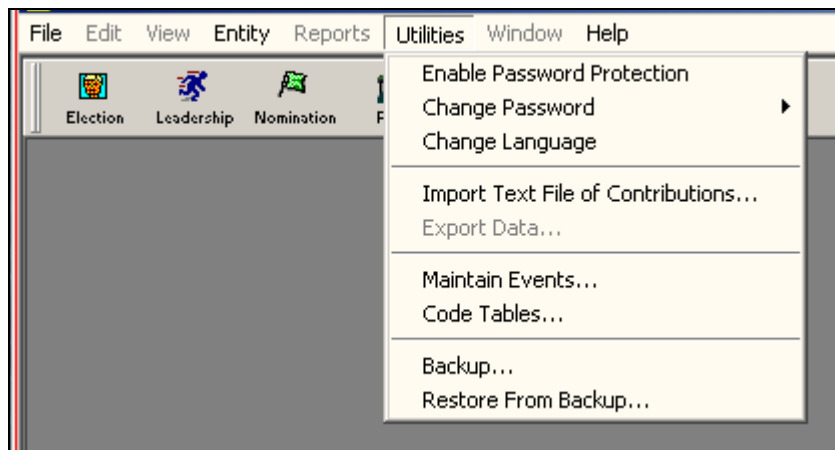 File Edit View Entity Reports Utilities Window Help
Election Leadership Nomination
Enable Password Protection
Change Password
Change Language
Import Text File of Contributions...
Export Data...
Maintain Events...
Code Tables...
Backup...
Restore From Backup...